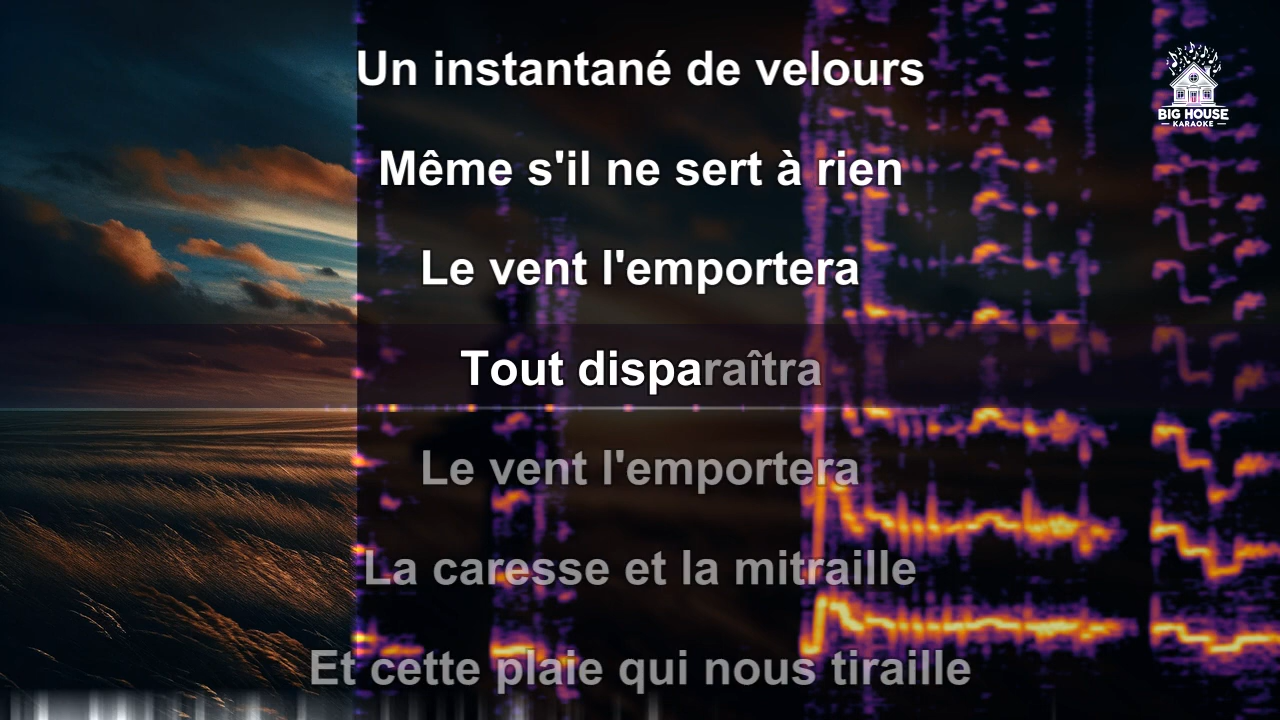 Un instantané de velours
BIG HOUSE
KARAOKE
Même s'il ne sert à rien
Le vent l'emportera
Tout disparaîtra
Le vent l'emportera
La caresse et la mitraille
Et cette plaie qui nous tiraille